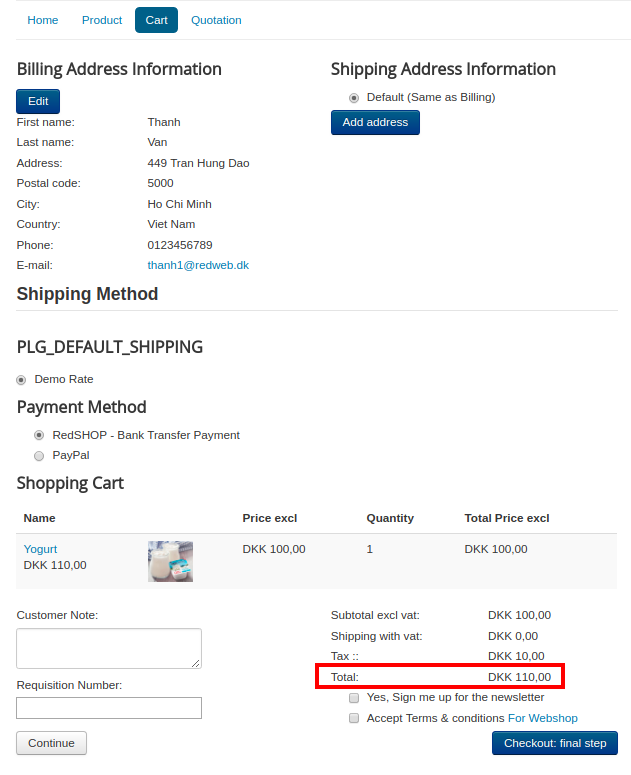 Home Product Cart Quotation
Billing Address Information
Edit
First name: Thanh
Last name: Van
Address: 449 Tran Hung Dao
Postal code: 5000
City: Ho Chi Minh
Country: Viet Nam
Phone: 0123456789
E-mail: thanh1@redweb.dk
Shipping Address Information
Default (Same as Billing)
Add address
Shipping Method
PLG_DEFAULT_SHIPPING
Demo Rate
Payment Method
RedSHOP - Bank Transfer Payment
PayPal
Shopping Cart
Name Price excl Quantity Total Price excl
Yogurt DKK 100,00 1 DKK 100,00
DKK 110,00
Customer Note:
Requisition Number:
Continue
Subtotal excl vat: DKK 100,00
Shipping with vat: DKK 0,00
Tax :: DKK 10,00
Total: DKK 110,00
Yes, Sign me up for the newsletter
Accept Terms & conditions For Webshop
Checkout: final step